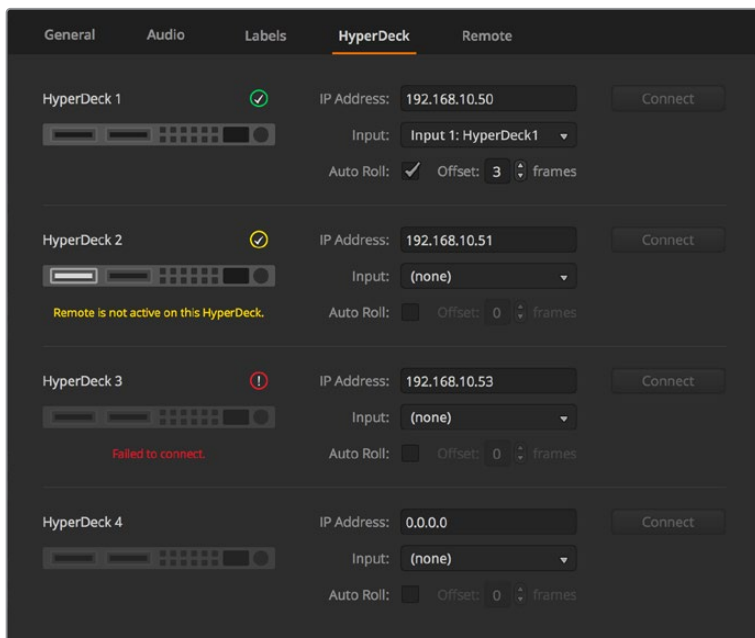 General Audio Labels HyperDeck Remote
HyperDeck 1 IP Address: 192.168.10.50 Connect
Input: Input 1: HyperDeck1
Auto Roll: Offset: 3 frames
HyperDeck 2 IP Address: 192.168.10.51 Connect
Input: (none)
Remote is not active on this HyperDeck. Auto Roll: Offset: 0 frames
HyperDeck 3 IP Address: 192.168.10.53 Connect
Input: (none)
Failed to connect. Auto Roll: Offset: 0 frames
HyperDeck 4 IP Address: 0.0.0.0 Connect
Input: (none)
Auto Roll: Offset: 0 frames